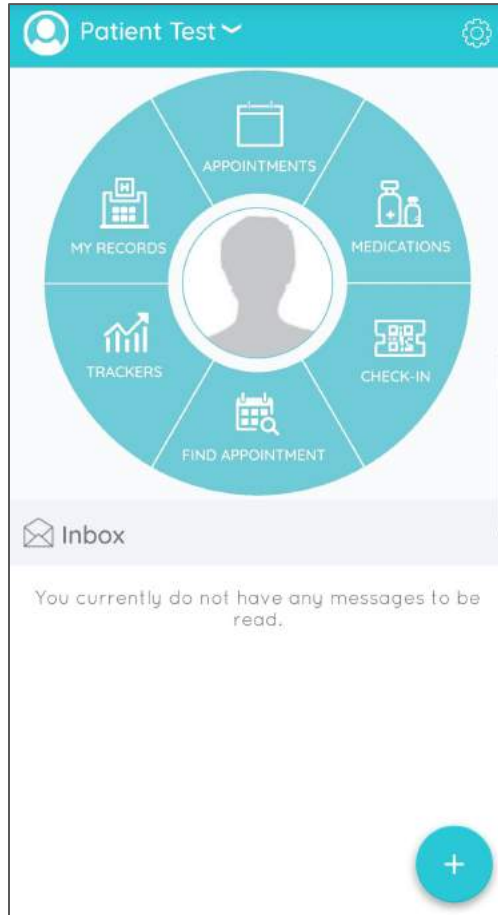 Patient Test
APPOINTMENTS
MY RECORDS
MEDICATIONS
TRACKERS
CHECK-IN
FIND APPOINTMENT
Inbox
You currently do not have any messages to be
read.